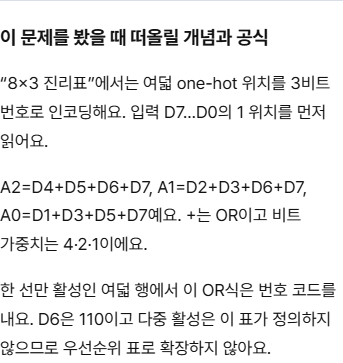 이 문제를 봤을 때 떠올릴 개념과 공식
“8×3 진리표”에서는 여덟 one-hot 위치를 3비트
번호로 인코딩해요. 입력 D7…D0의 1 위치를 먼저
읽어요.
A2=D4+D5+D6+D7, A1=D2+D3+D6+D7,
A0=D1+D3+D5+D7예요. +는 OR이고 비트
가중치는 4·2·1이에요.
한 선만 활성인 여덟 행에서 이 OR식은 번호 코드를
내요. D6은 110이고 다중 활성은 이 표가 정의하지
않으므로 우선순위 표로 확장하지 않아요.